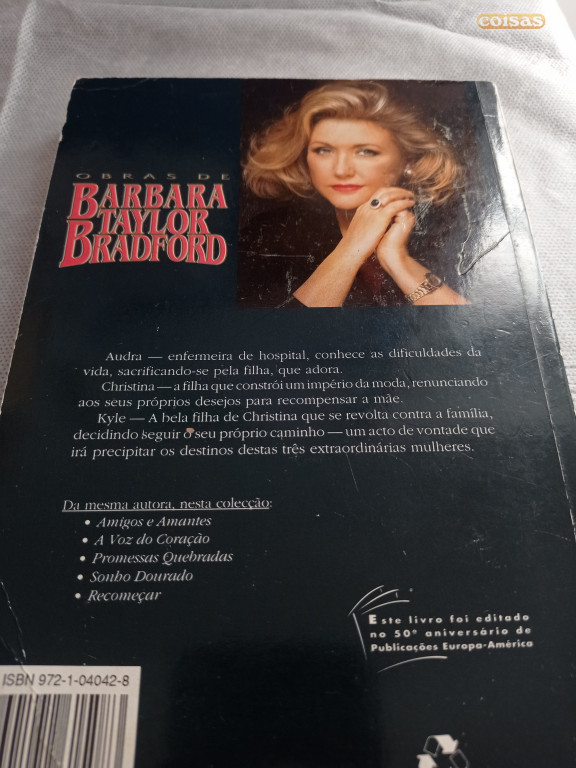 coisas
OBRAS DE
BARBARA
TAYLOR
BRADFORD
Audra — enfermeira de hospital, conhece as dificuldades da
vida, sacrificando-se pela filha, que adora.
Christina — a filha que constrói um império da moda, renunciando
aos seus próprios desejos para recompensar a mãe.
Kyle — A bela filha de Christina que se revolta contra a família,
decidindo seguir o seu próprio caminho — um acto de vontade que
irá precipitar os destinos destas três extraordinárias mulheres.
Da mesma autora, nesta colecção:
• Amigos e Amantes
• A Voz do Coração
• Promessas Quebradas
• Sonho Dourado
• Recomeçar
Este livro foi editado
no 50º aniversário de
Publicações Europa-América
ISBN 972-1-04042-8